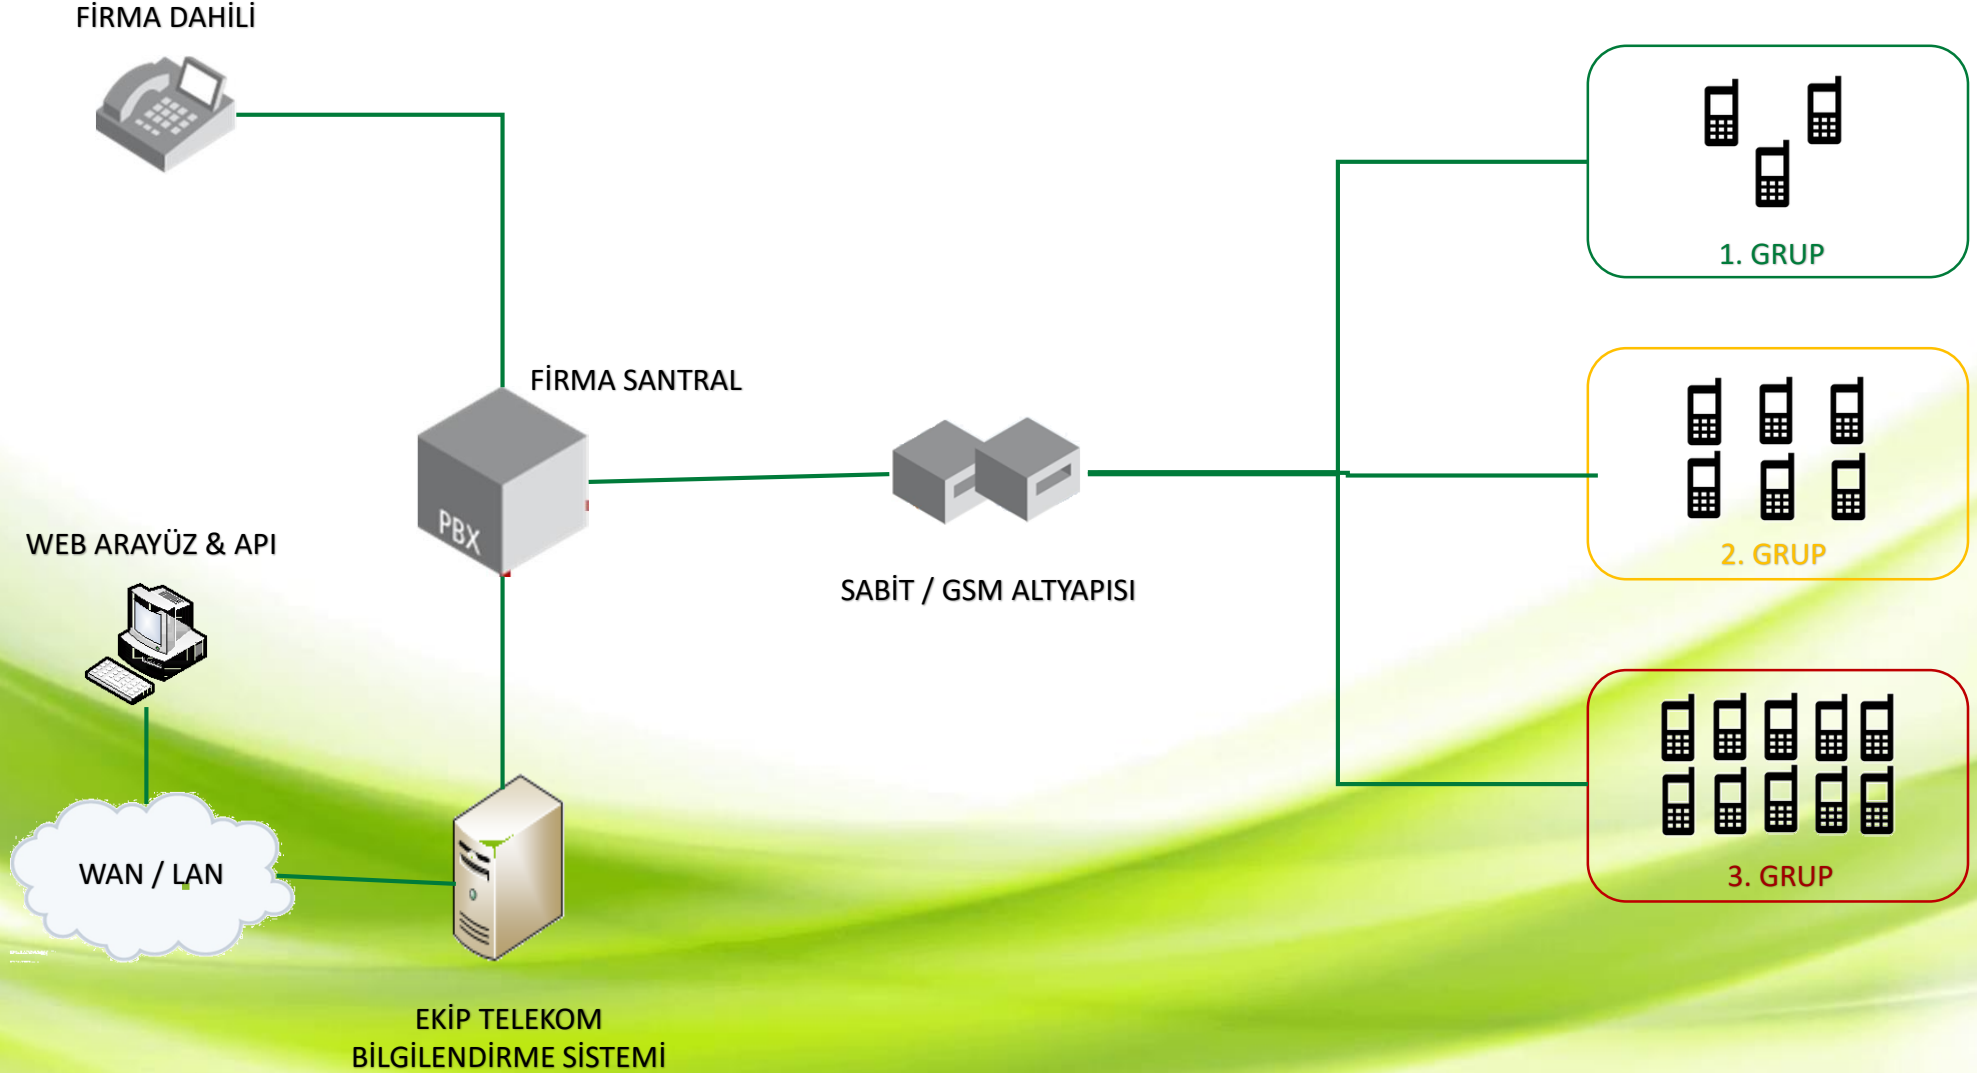 FİRMA DAHİLİ
1. GRUP
FİRMA SANTRAL
PBX
2. GRUP
WEB ARAYÜZ & API
SABİT / GSM ALTYAPISI
WAN / LAN
3. GRUP
EKİP TELEKOM
BİLGİLENDİRME SİSTEMİ